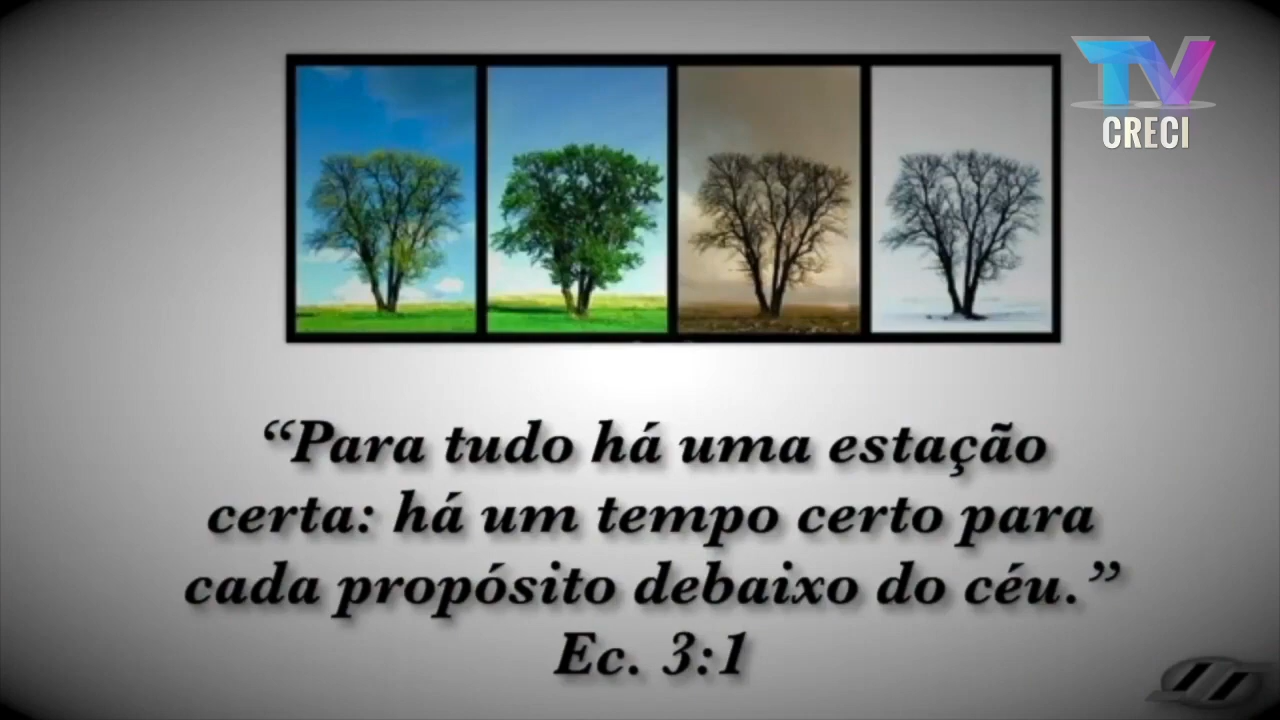 TV
CRECI
“Para tudo há uma estação
certa: há um tempo certo para
cada propósito debaixo do céu.”
Ec. 3:1